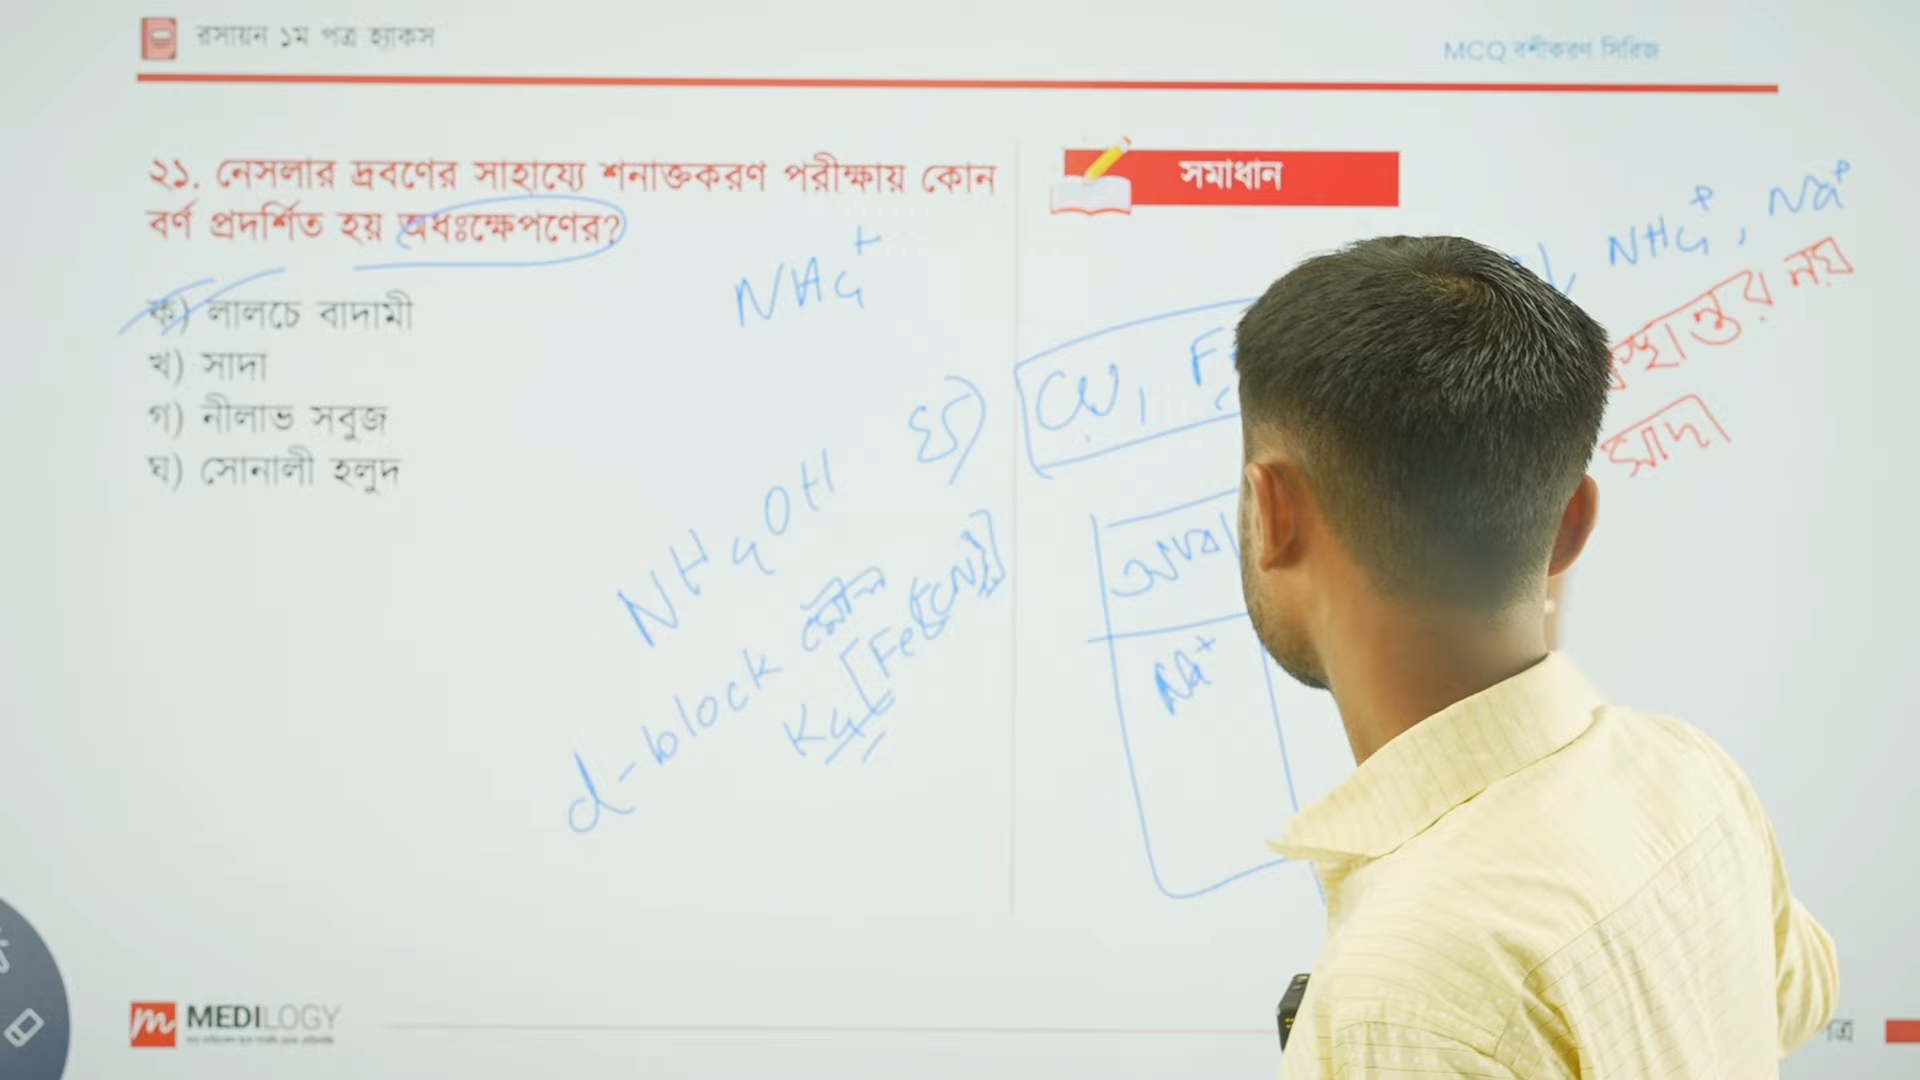 রসায়ন ১ম পত্র হ্যাকস
MCQ বশীকরণ সিরিজ
২১. নেসলার দ্রবণের সাহায্যে শনাক্তকরণ পরীক্ষায় কোন
বর্ণ প্রদর্শিত হয় অধঃক্ষেপণের?
ক) লালচে বাদামী
খ) সাদা
গ) নীলাভ সবুজ
ঘ) সোনালী হলুদ
NH4+
NH4OH
d-block মৌল
K4[Fe(CN)]
সমাধান
NH4+, Na+
নয়
সাদা
ঘ)
Na+
MEDILOGY